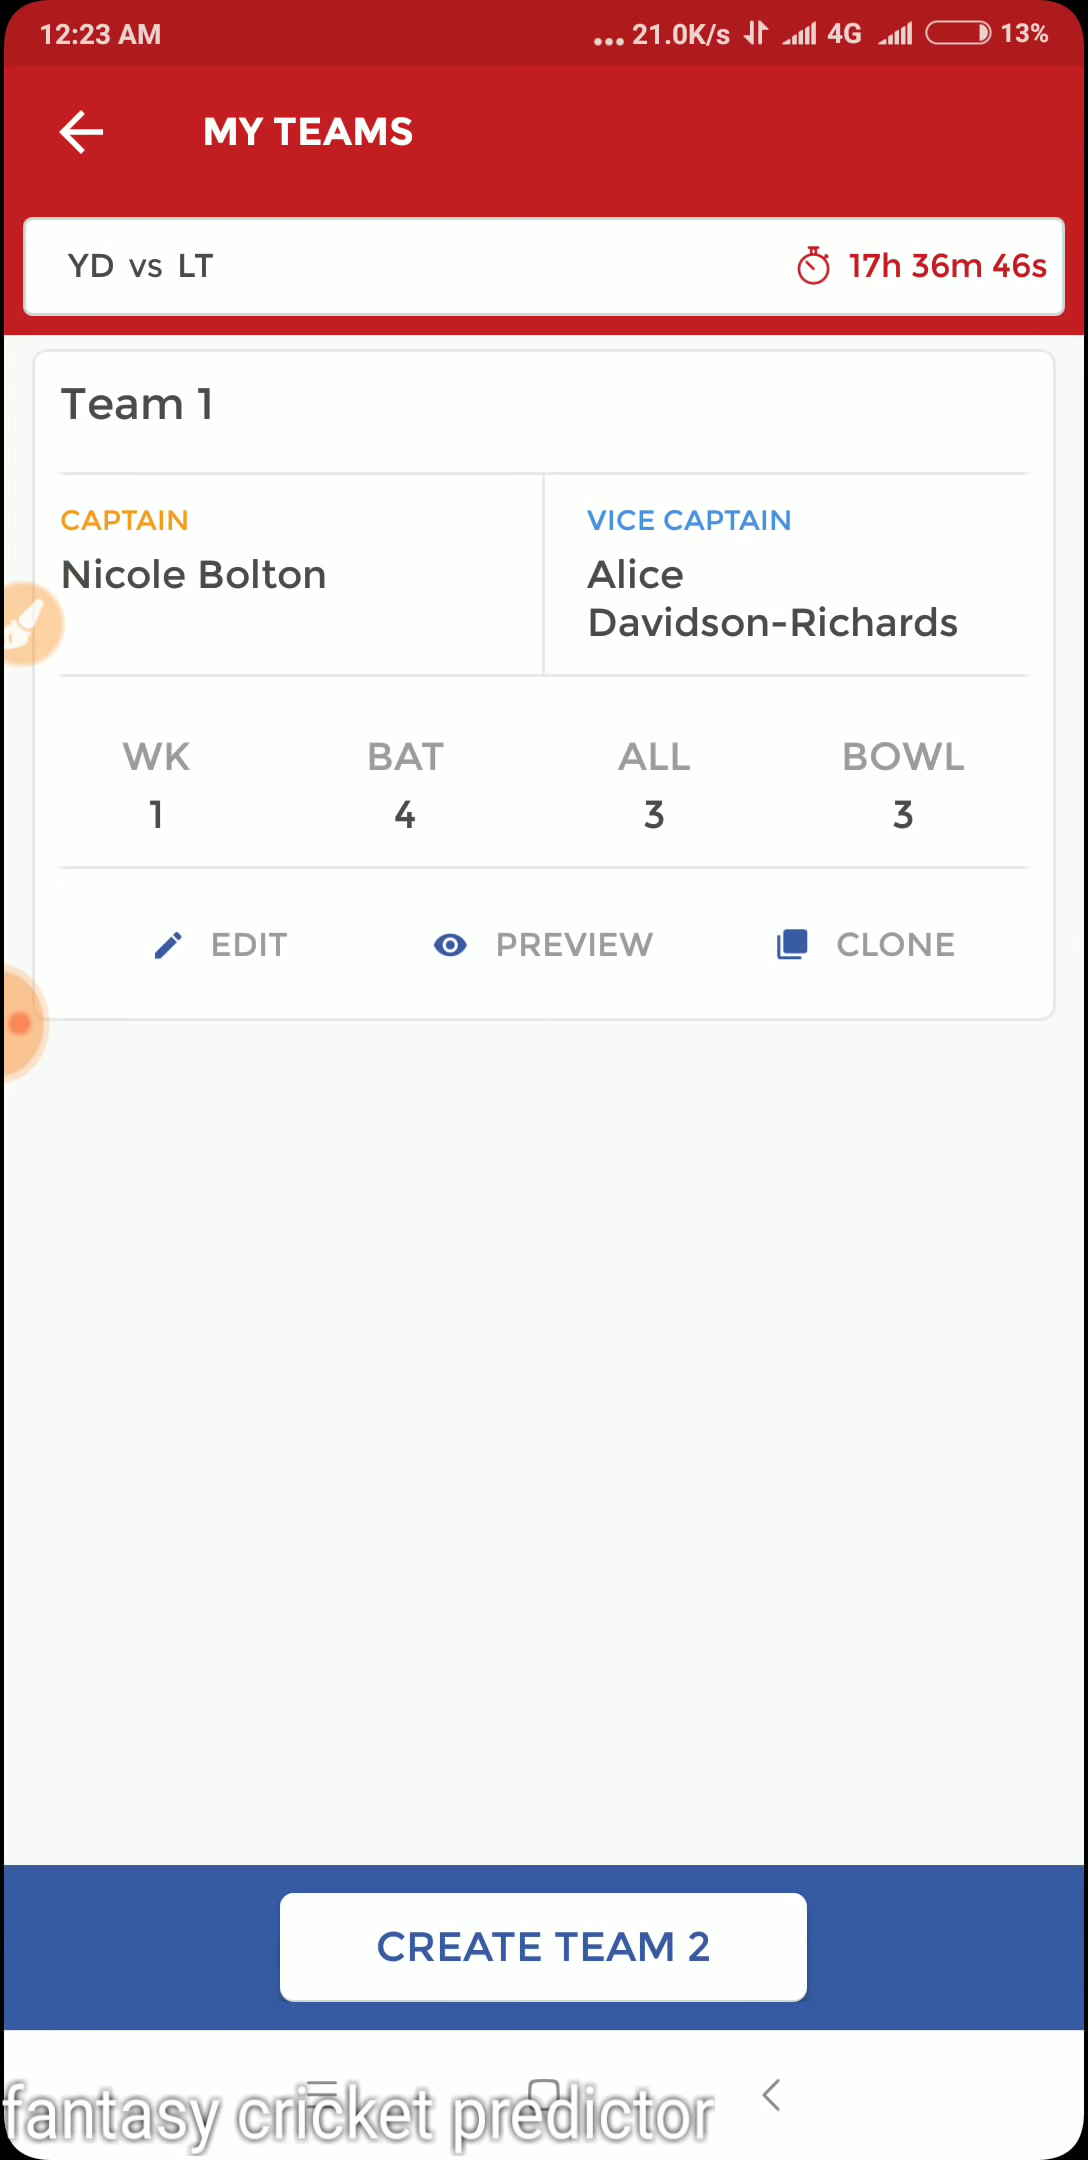 12:23 AM
... 21.0K/s 4G 13%
MY TEAMS
YD vs LT
17h 36m 46s
Team 1
CAPTAIN
Nicole Bolton
VICE CAPTAIN
Alice
Davidson-Richards
WK BAT ALL BOWL
1 4 3 3
EDIT PREVIEW CLONE
CREATE TEAM 2
fantasy cricket predictor